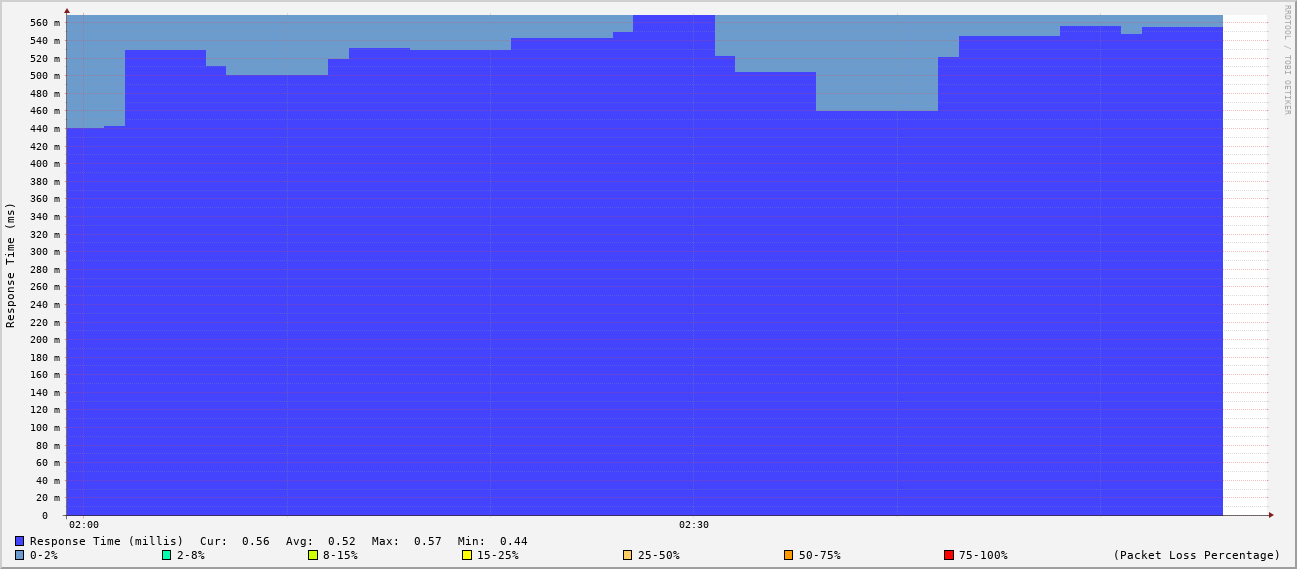 RRDTOOL / TOBI OETIKER
Response Time (ms)
560 m
540 m
520 m
500 m
480 m
460 m
440 m
420 m
400 m
380 m
360 m
340 m
320 m
300 m
280 m
260 m
240 m
220 m
200 m
180 m
160 m
140 m
120 m
100 m
80 m
60 m
40 m
20 m
0
02:00 02:30
Response Time (millis) Cur: 0.56 Avg: 0.52 Max: 0.57 Min: 0.44
0-2% 2-8% 8-15% 15-25% 25-50% 50-75% 75-100% (Packet Loss Percentage)